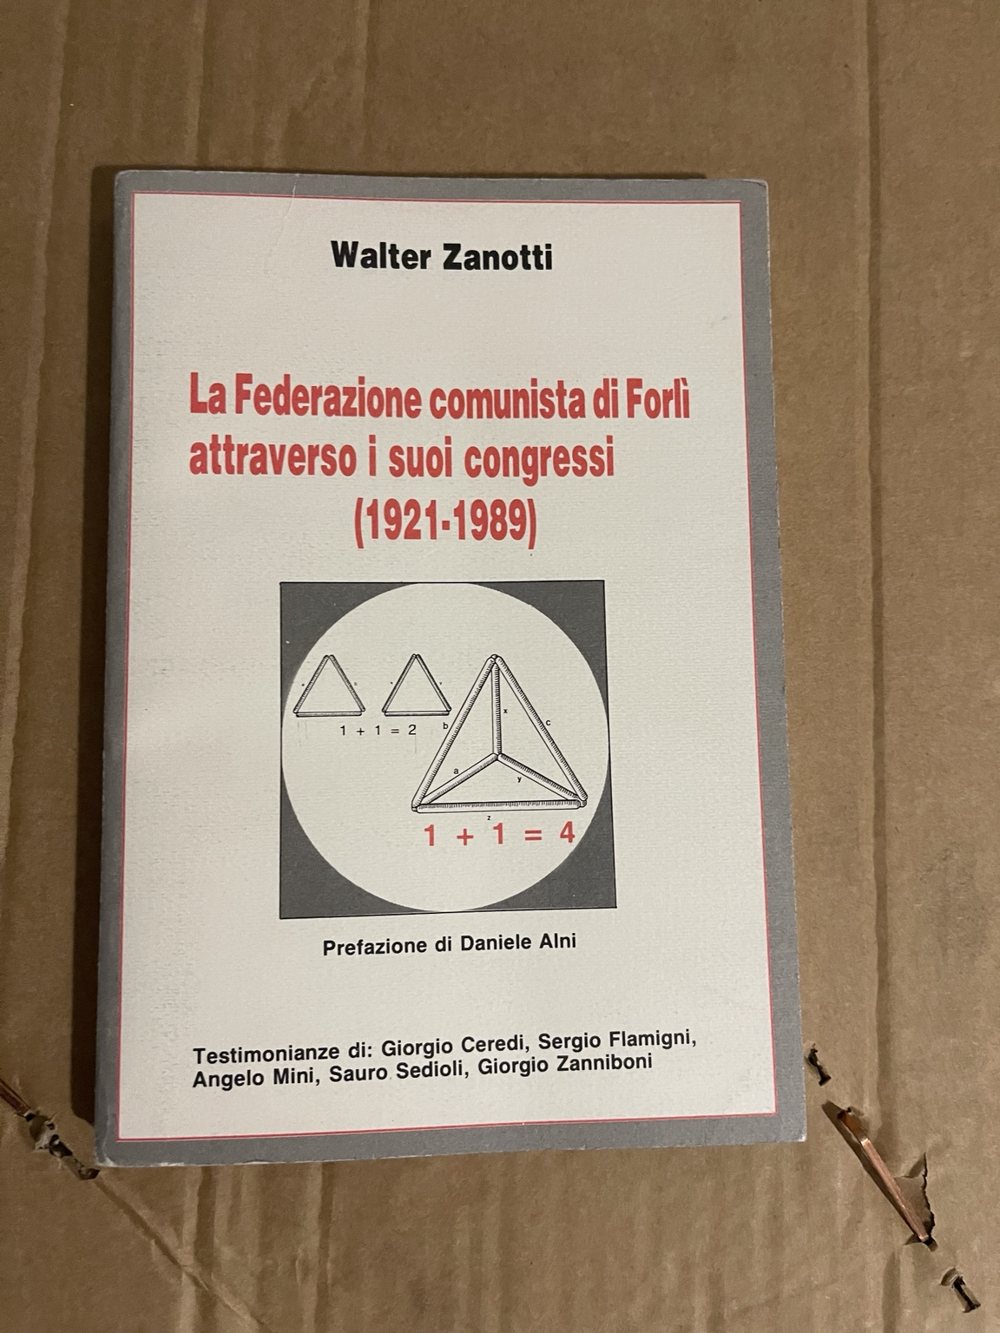 Walter Zanotti
La Federazione comunista di Forlì
attraverso i suoi congressi
(1921-1989)
1 + 1 = 2
b
x
c
a
y
z
1 + 1 = 4
Prefazione di Daniele Alni
Testimonianze di: Giorgio Ceredi, Sergio Flamigni,
Angelo Mini, Sauro Sedioli, Giorgio Zanniboni